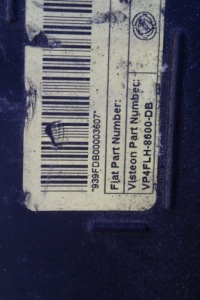 *939FDB00003607*
Fiat Part Number:
Visteon Part Number:
VP4FLH-8600-DB